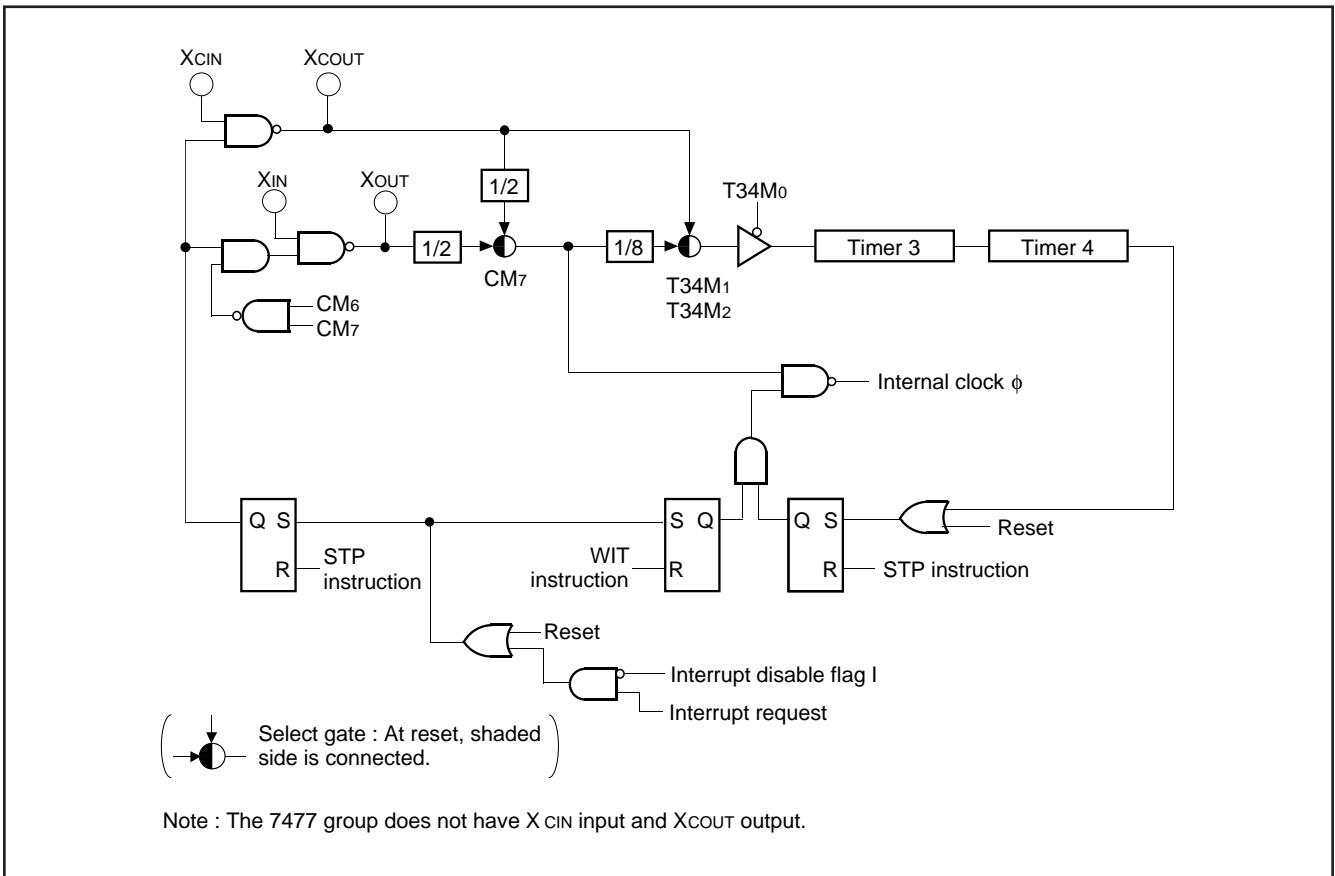 XCIN
XCOUT
XIN
XOUT
1/2
T34M0
1/2
1/8
Timer 3
Timer 4
CM7
T34M1
T34M2
CM6
CM7
Internal clock ϕ
Q S
S Q
Q S
Reset
R
STP
instruction
WIT
instruction
R
R
STP instruction
Reset
Interrupt disable flag I
Interrupt request
Select gate : At reset, shaded
side is connected.
Note : The 7477 group does not have X CIN input and XCOUT output.